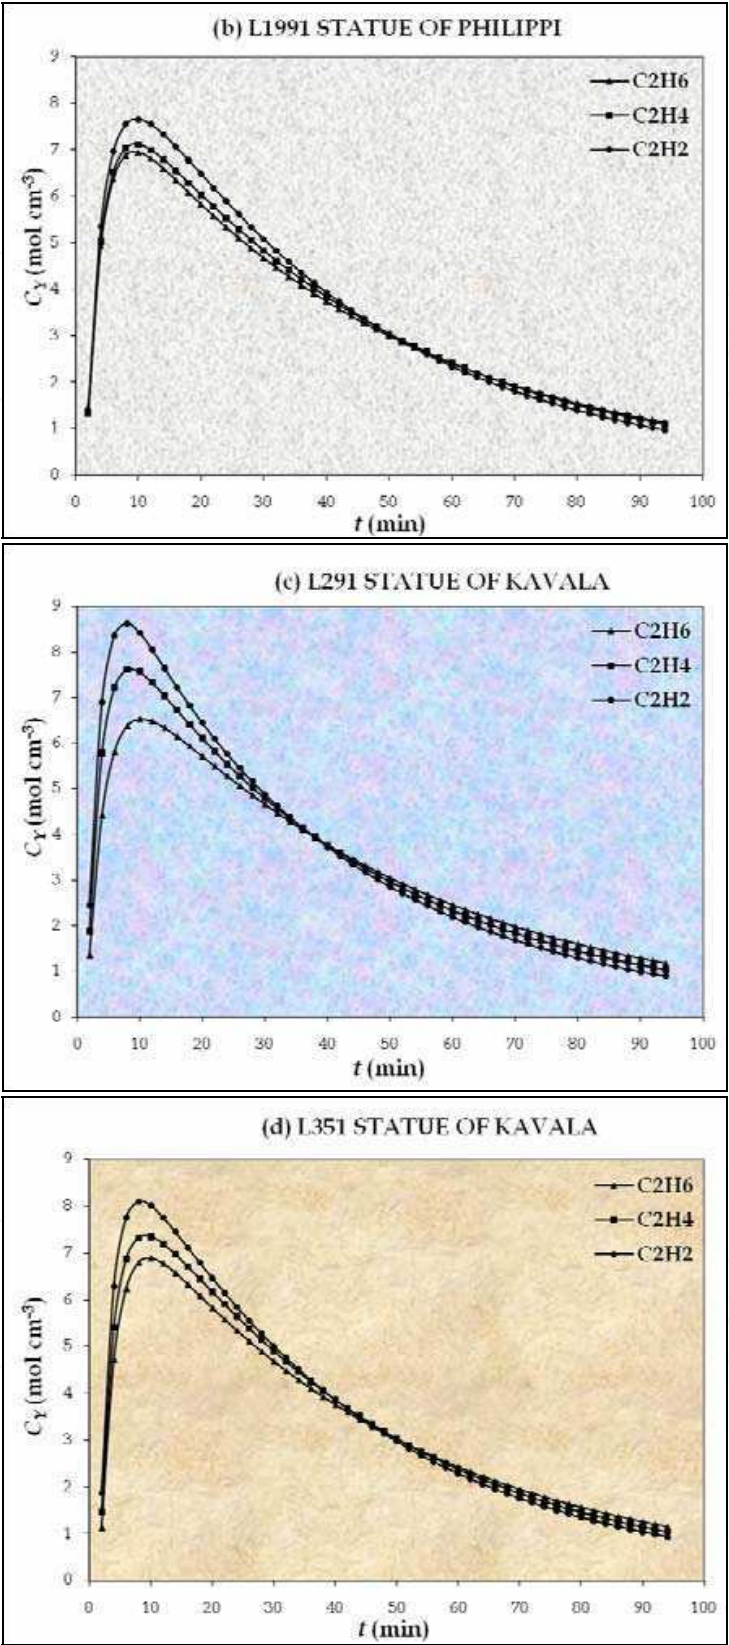 (b) L1991 STATUE OF PHILIPPI
9
8
7
6
5
4
3
2
1
0
Cγ (mol cm-3)
C2H6
C2H4
C2H2
0 10 20 30 40 50 60 70 80 90 100
t (min)
(c) L291 STATUE OF KAVALA
9
8
7
6
5
4
3
2
1
0
Cγ (mol cm-3)
C2H6
C2H4
C2H2
0 10 20 30 40 50 60 70 80 90 100
t (min)
(d) L351 STATUE OF KAVALA
9
8
7
6
5
4
3
2
1
0
Cγ (mol cm-3)
C2H6
C2H4
C2H2
0 10 20 30 40 50 60 70 80 90 100
t (min)